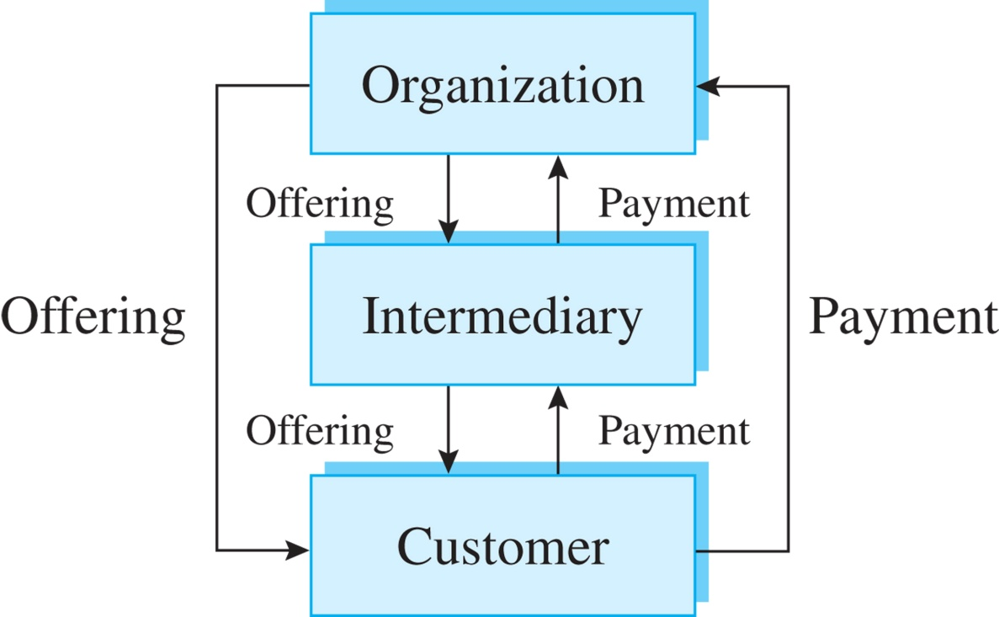 Organization
Offering
Payment
Offering
Intermediary
Payment
Offering
Payment
Customer